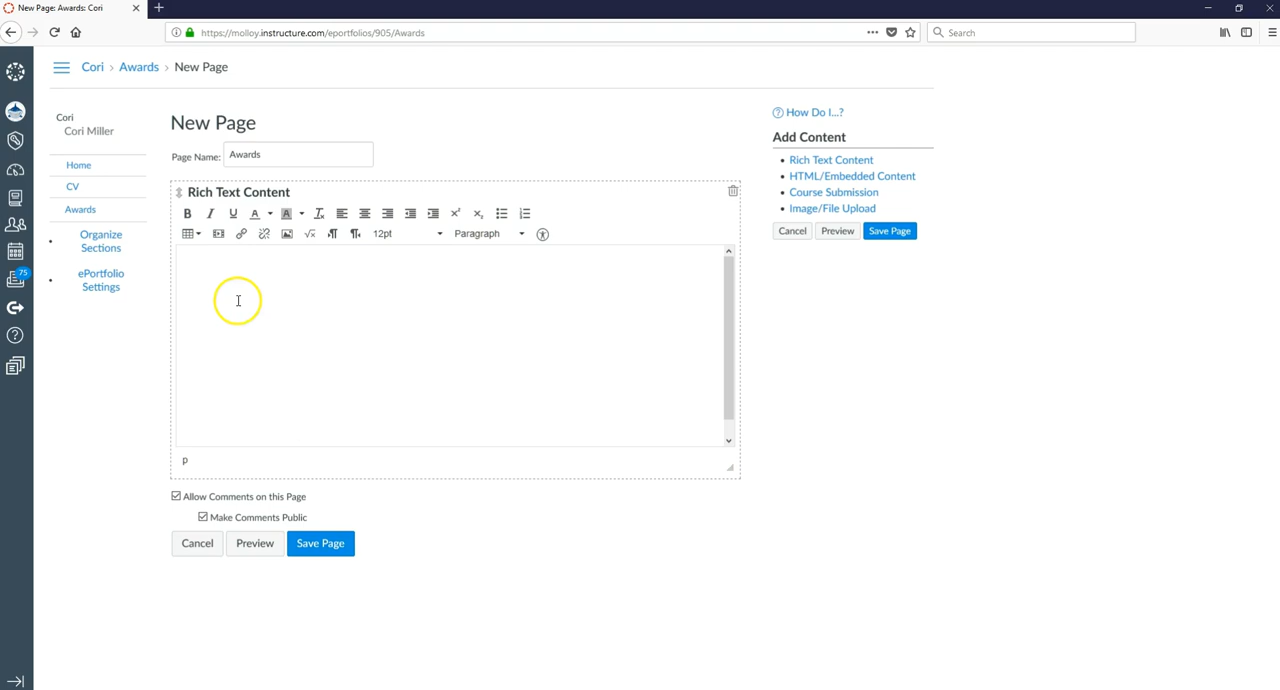 New Page: Awards: Cori
https://molloy.instructure.com/eportfolios/905/Awards
Search
Cori > Awards > New Page
Cori
Cori Miller
Home
CV
Awards
Organize
Sections
ePortfolio
Settings
75
New Page
Page Name: Awards
Rich Text Content
12pt
Paragraph
p
Allow Comments on this Page
Make Comments Public
Cancel
Preview
Save Page
How Do I...?
Add Content
Rich Text Content
HTML/Embedded Content
Course Submission
Image/File Upload
Cancel
Preview
Save Page